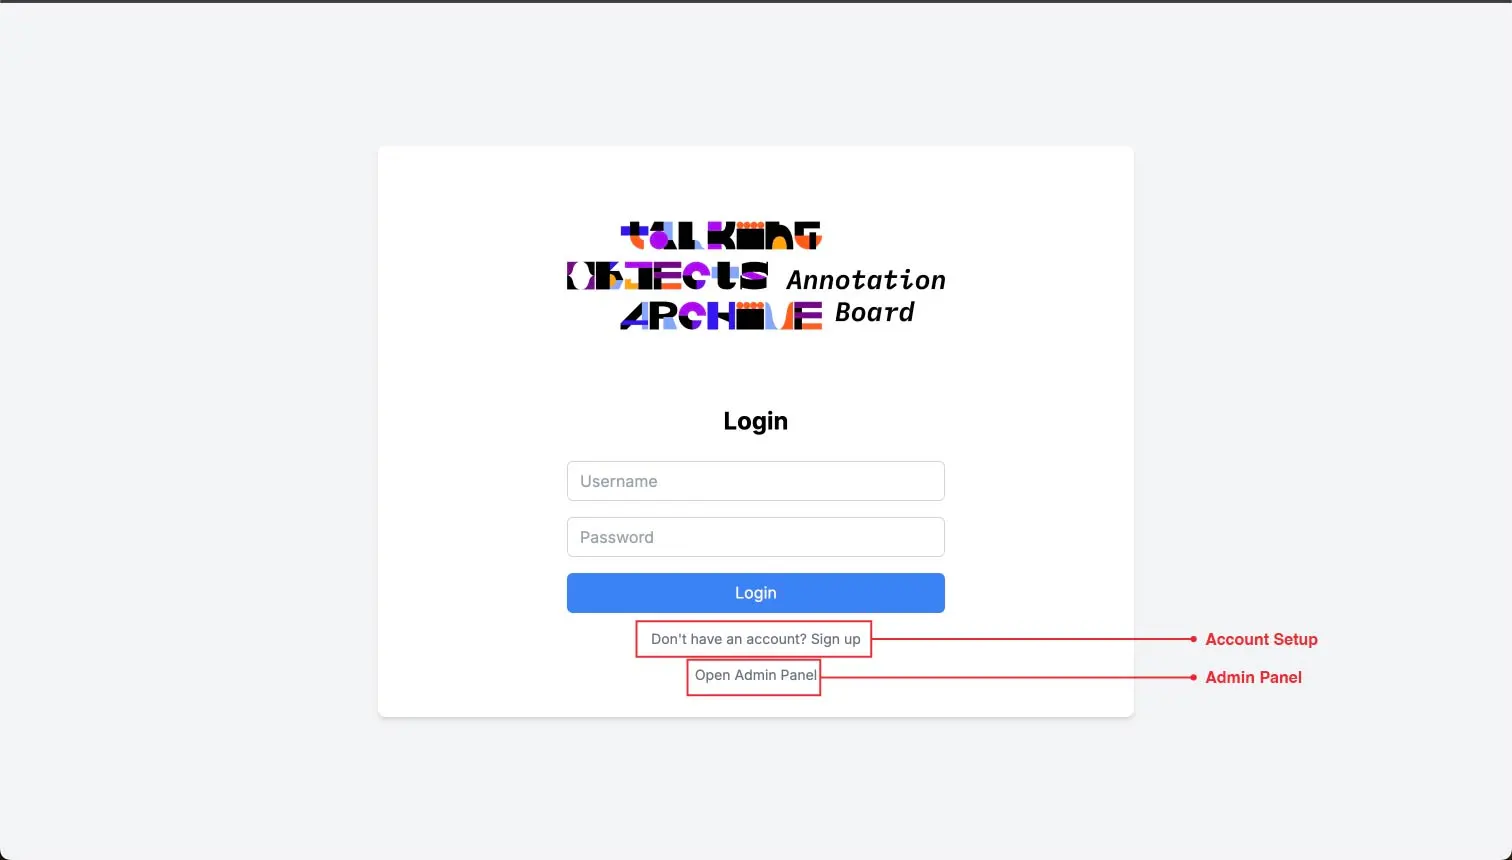 TALKING
OBJECTS Annotation
ARCHIVE Board
Login
Username
Password
Login
Don't have an account? Sign up Account Setup
Open Admin Panel Admin Panel